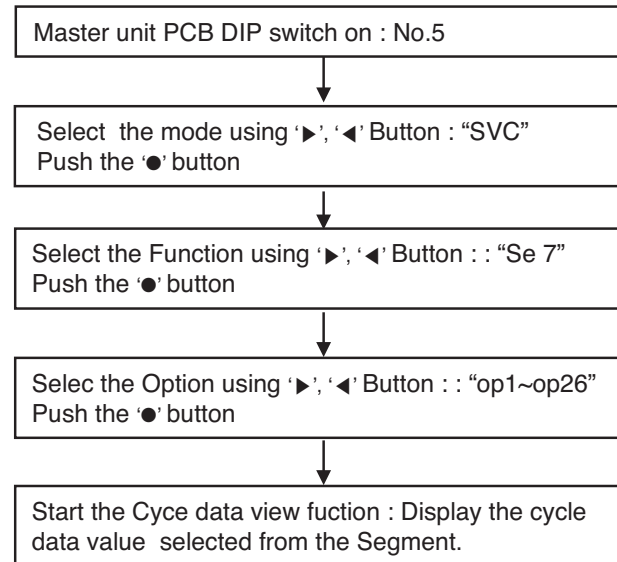 Master unit PCB DIP switch on : No.5
Select the mode using ‘▶’, ‘◀’ Button : “SVC”
Push the ‘●’ button
Select the Function using ‘▶’, ‘◀’ Button : : “Se 7”
Push the ‘●’ button
Selec the Option using ‘▶’, ‘◀’ Button : : “op1~op26”
Push the ‘●’ button
Start the Cyce data view fuction : Display the cycle
data value selected from the Segment.